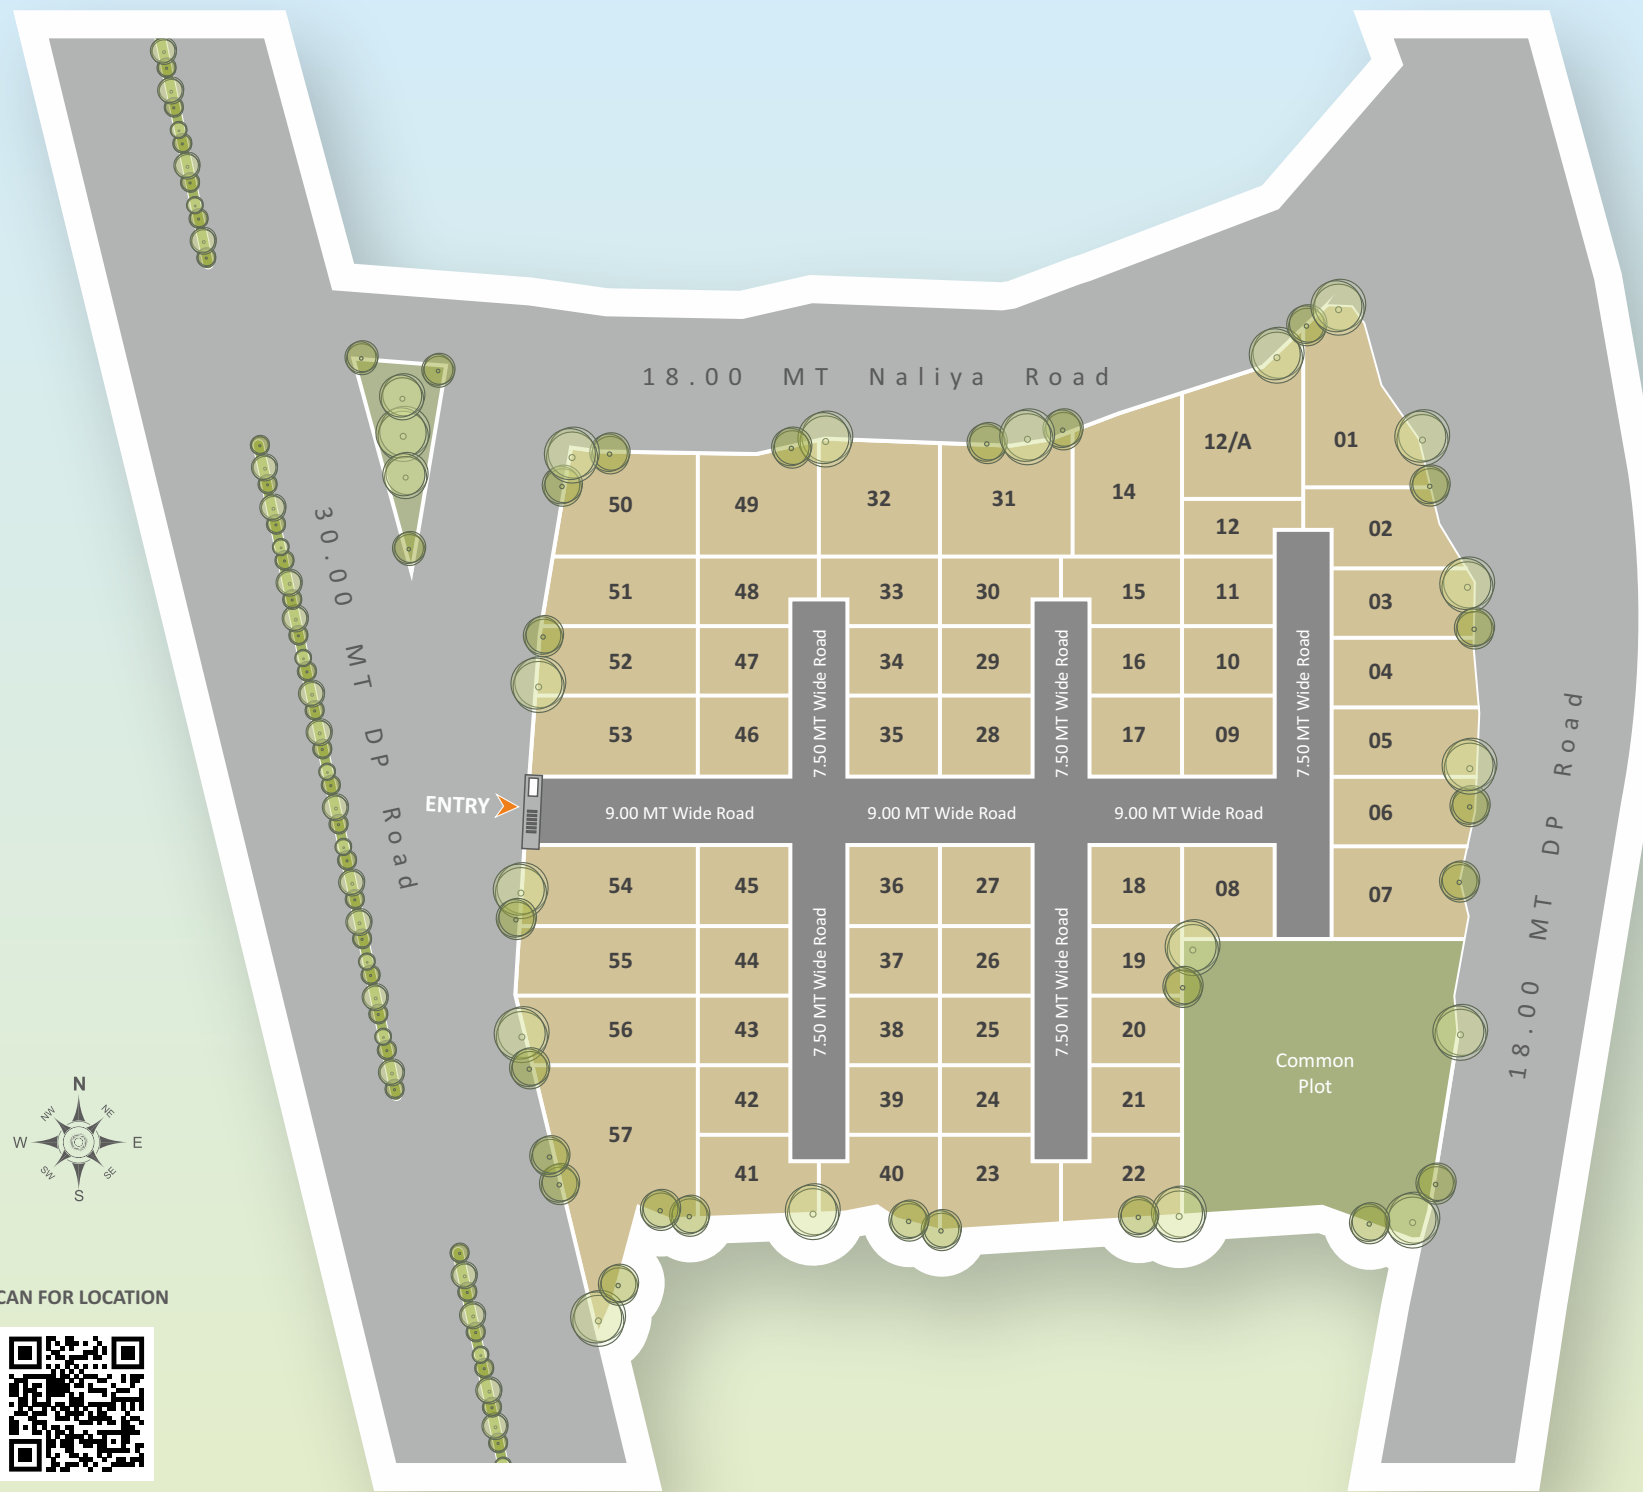 18.00 MT Naliya Road
30.00 MT DP Road
18.00 MT DP Road
12/A
01
50
49
32
31
14
12
02
51
48
33
30
15
11
03
52
47
34
29
16
10
04
53
46
35
28
17
09
05
7.50 MT Wide Road
7.50 MT Wide Road
7.50 MT Wide Road
ENTRY
9.00 MT Wide Road
9.00 MT Wide Road
9.00 MT Wide Road
06
54
45
36
27
18
08
07
55
44
37
26
19
7.50 MT Wide Road
7.50 MT Wide Road
56
43
38
25
20
Common
Plot
57
42
39
24
21
41
40
23
22
N
NW
NE
W
E
SW
SE
S
CAN FOR LOCATION